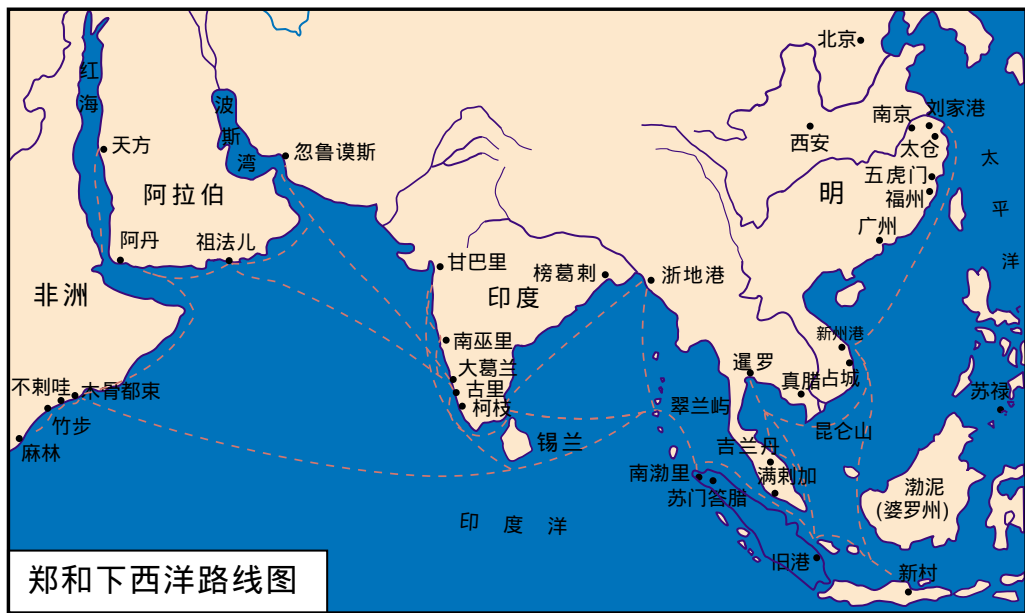 北京
红海
波斯湾
南京
刘家港
西安
太仓
天方
忽鲁谟斯
太平洋
五虎门
阿拉伯
明
福州
广州
阿丹
祖法儿
甘巴里
榜葛剌
浙地港
非洲
印度
南巫里
新州港
大葛兰
暹罗
不剌哇
木骨都束
古里
真腊
占城
苏禄
竹步
柯枝
翠兰屿
昆仑山
麻林
锡兰
吉兰丹
南渤里
满剌加
苏门答腊
渤泥
(婆罗州)
印度洋
旧港
新村
郑和下西洋路线图